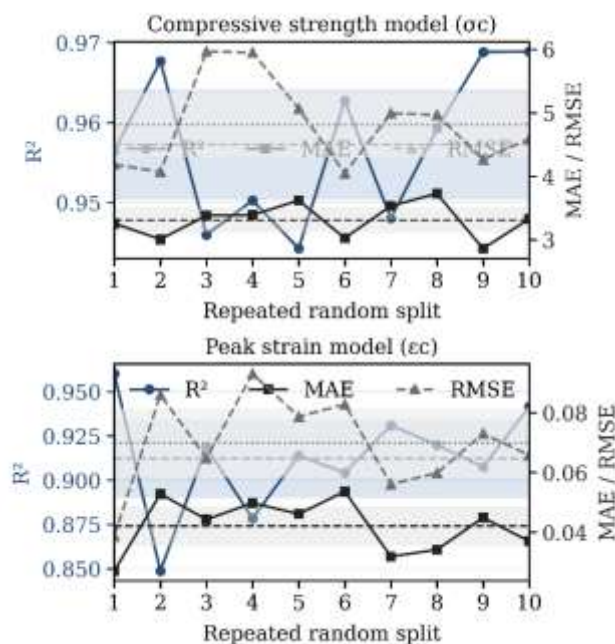 Compressive strength model (σc)
0.97
0.96
0.95
R²
R² MAE RMSE
6
5
4
3
MAE / RMSE
1 2 3 4 5 6 7 8 9 10
Repeated random split
Peak strain model (εc)
0.950
0.925
0.900
0.875
0.850
R²
R² MAE RMSE
0.08
0.06
0.04
MAE / RMSE
1 2 3 4 5 6 7 8 9 10
Repeated random split